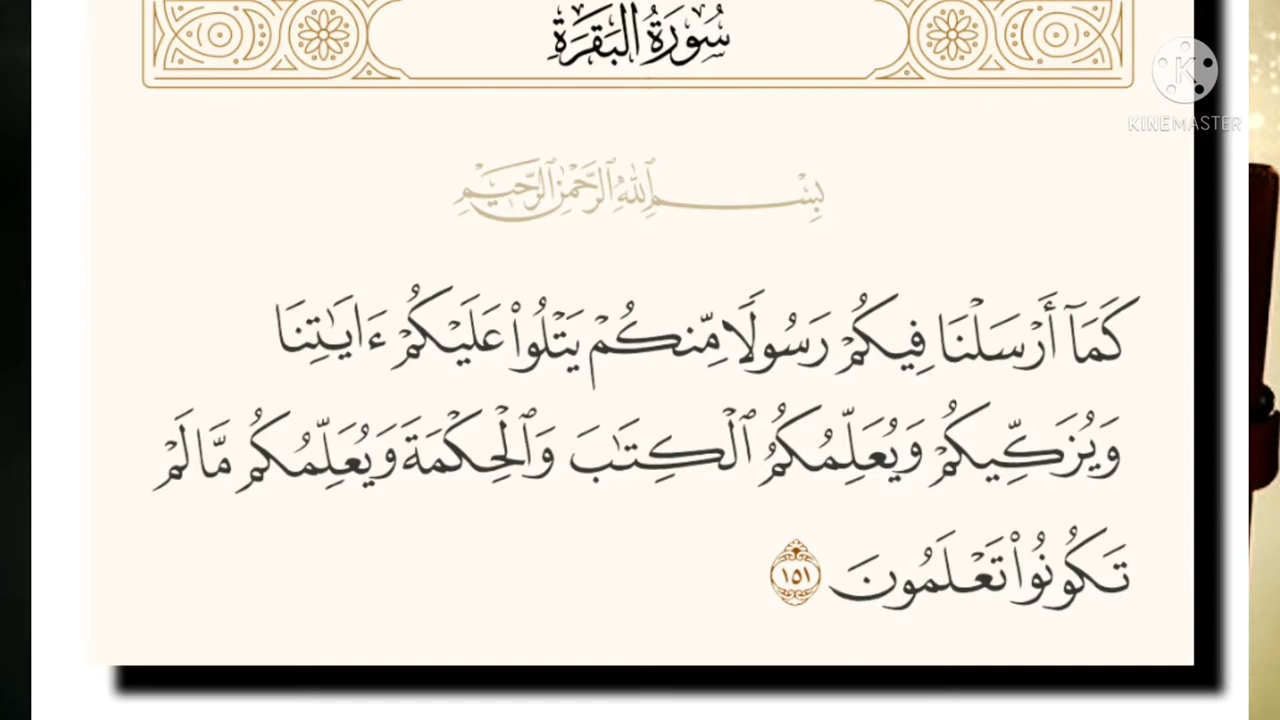 سُورَةُ البَقَرَةِ
KINEMASTER
بِسْمِ ٱللَّهِ ٱلرَّحْمَٰنِ ٱلرَّحِيمِ
كَمَآ أَرْسَلْنَا فِيكُمْ رَسُولًا مِّنكُمْ يَتْلُوا۟ عَلَيْكُمْ ءَايَـٰتِنَا
وَيُزَكِّيكُمْ وَيُعَلِّمُكُمُ ٱلْكِتَـٰبَ وَٱلْحِكْمَةَ وَيُعَلِّمُكُم مَّا لَمْ
تَكُونُوا۟ تَعْلَمُونَ ١٥١